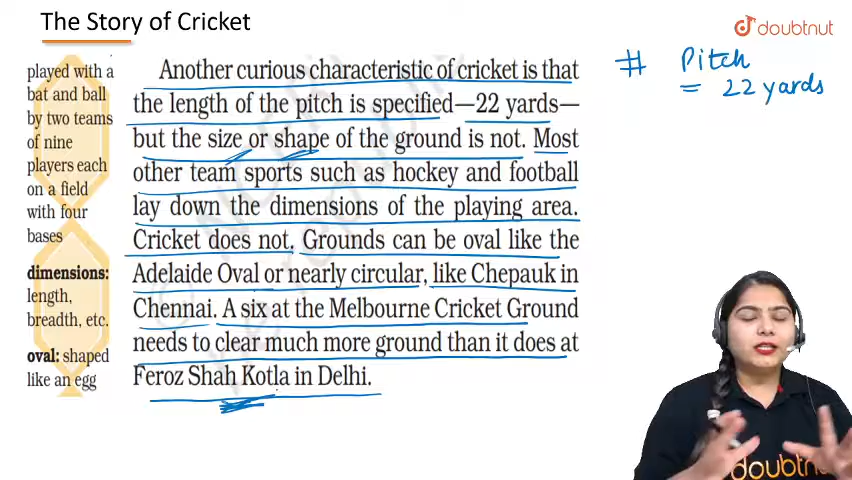 The Story of Cricket
doubtnut
played with a
bat and ball
by two teams
of nine
players each
on a field
with four
bases
dimensions:
length,
breadth, etc.
oval: shaped
like an egg
Another curious characteristic of cricket is that
the length of the pitch is specified—22 yards—
but the size or shape of the ground is not. Most
other team sports such as hockey and football
lay down the dimensions of the playing area.
Cricket does not. Grounds can be oval like the
Adelaide Oval or nearly circular, like Chepauk in
Chennai. A six at the Melbourne Cricket Ground
needs to clear much more ground than it does at
Feroz Shah Kotla in Delhi.
# Pitch
= 22 yards
doubtnut